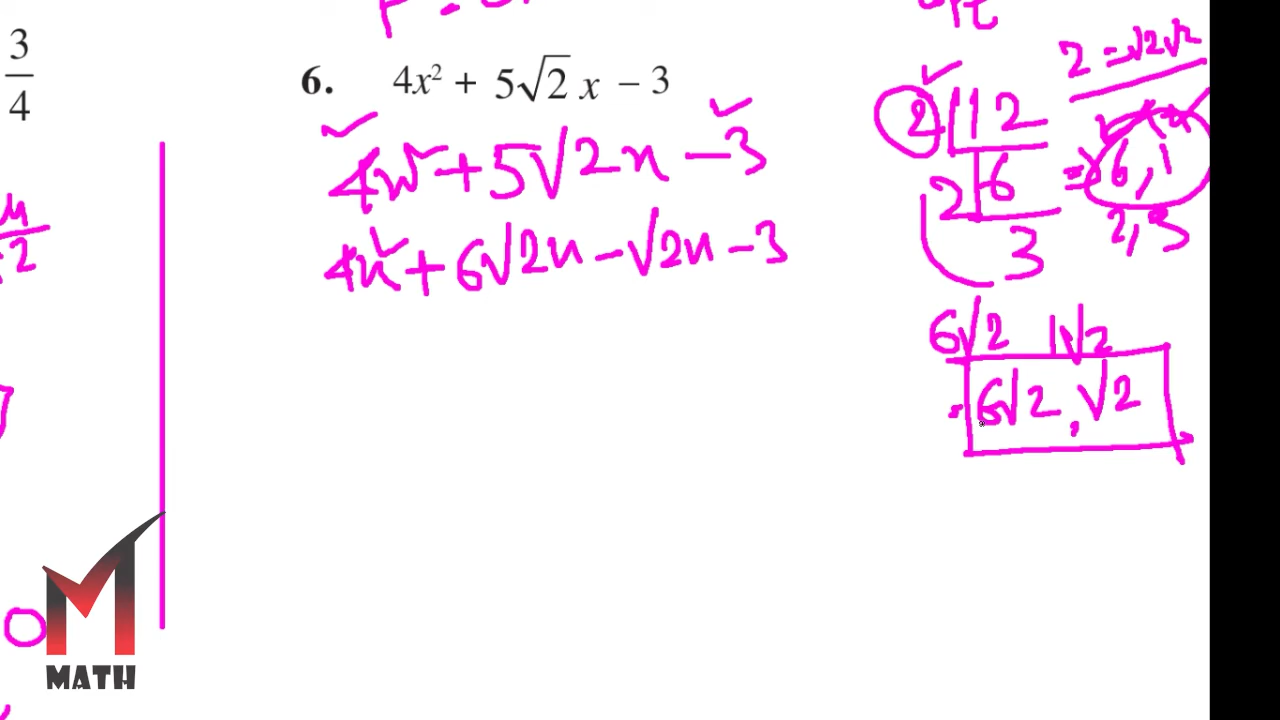 3
4
6. 4x² + 5√2 x − 3
4x² + 5√2x − 3
4x² + 6√2x − √2x − 3
2 = √2√2
2 | 12
2 | 6
3
⇒ 6, 1
2, 3
6√2 1√2
= 6√2, √2
M
MATH